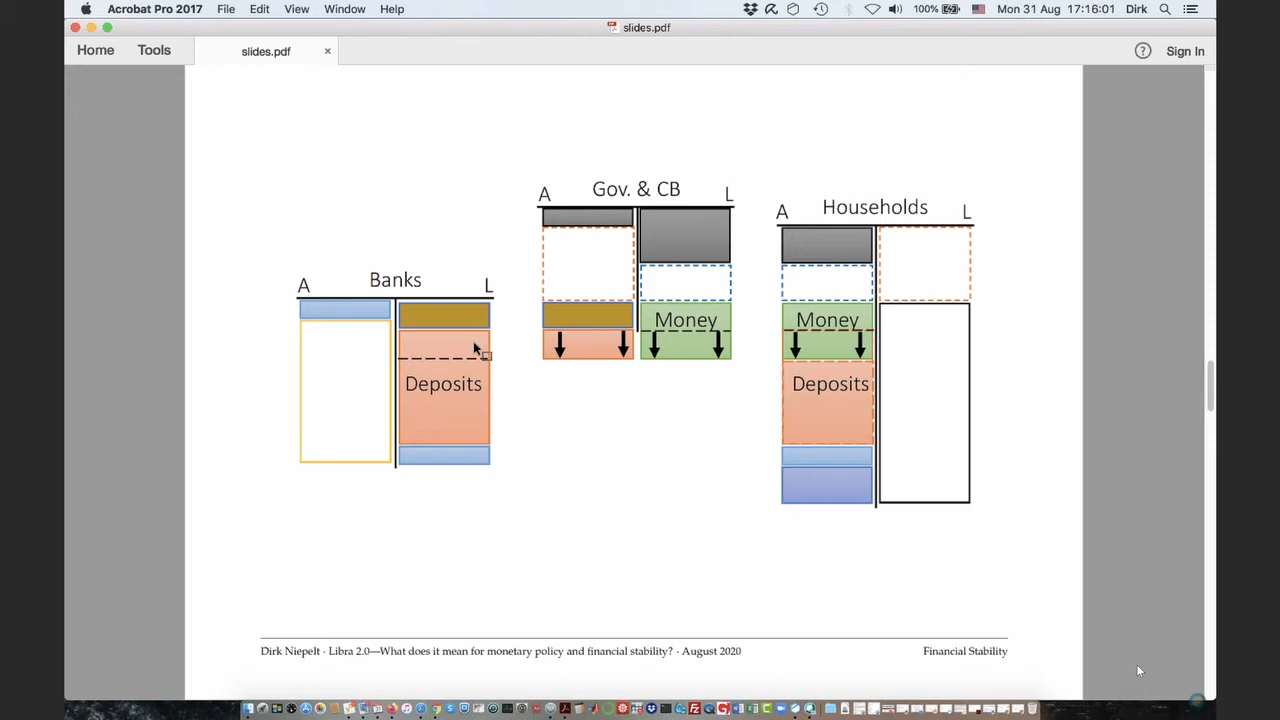 Acrobat Pro 2017 File Edit View Window Help 100% Mon 31 Aug 17:16:01 Dirk
slides.pdf
Home Tools slides.pdf × ? Sign In
A Gov. & CB L
A Households L
A Banks L
Money
Money
Deposits
Deposits
Dirk Niepelt · Libra 2.0—What does it mean for monetary policy and financial stability? · August 2020 Financial Stability